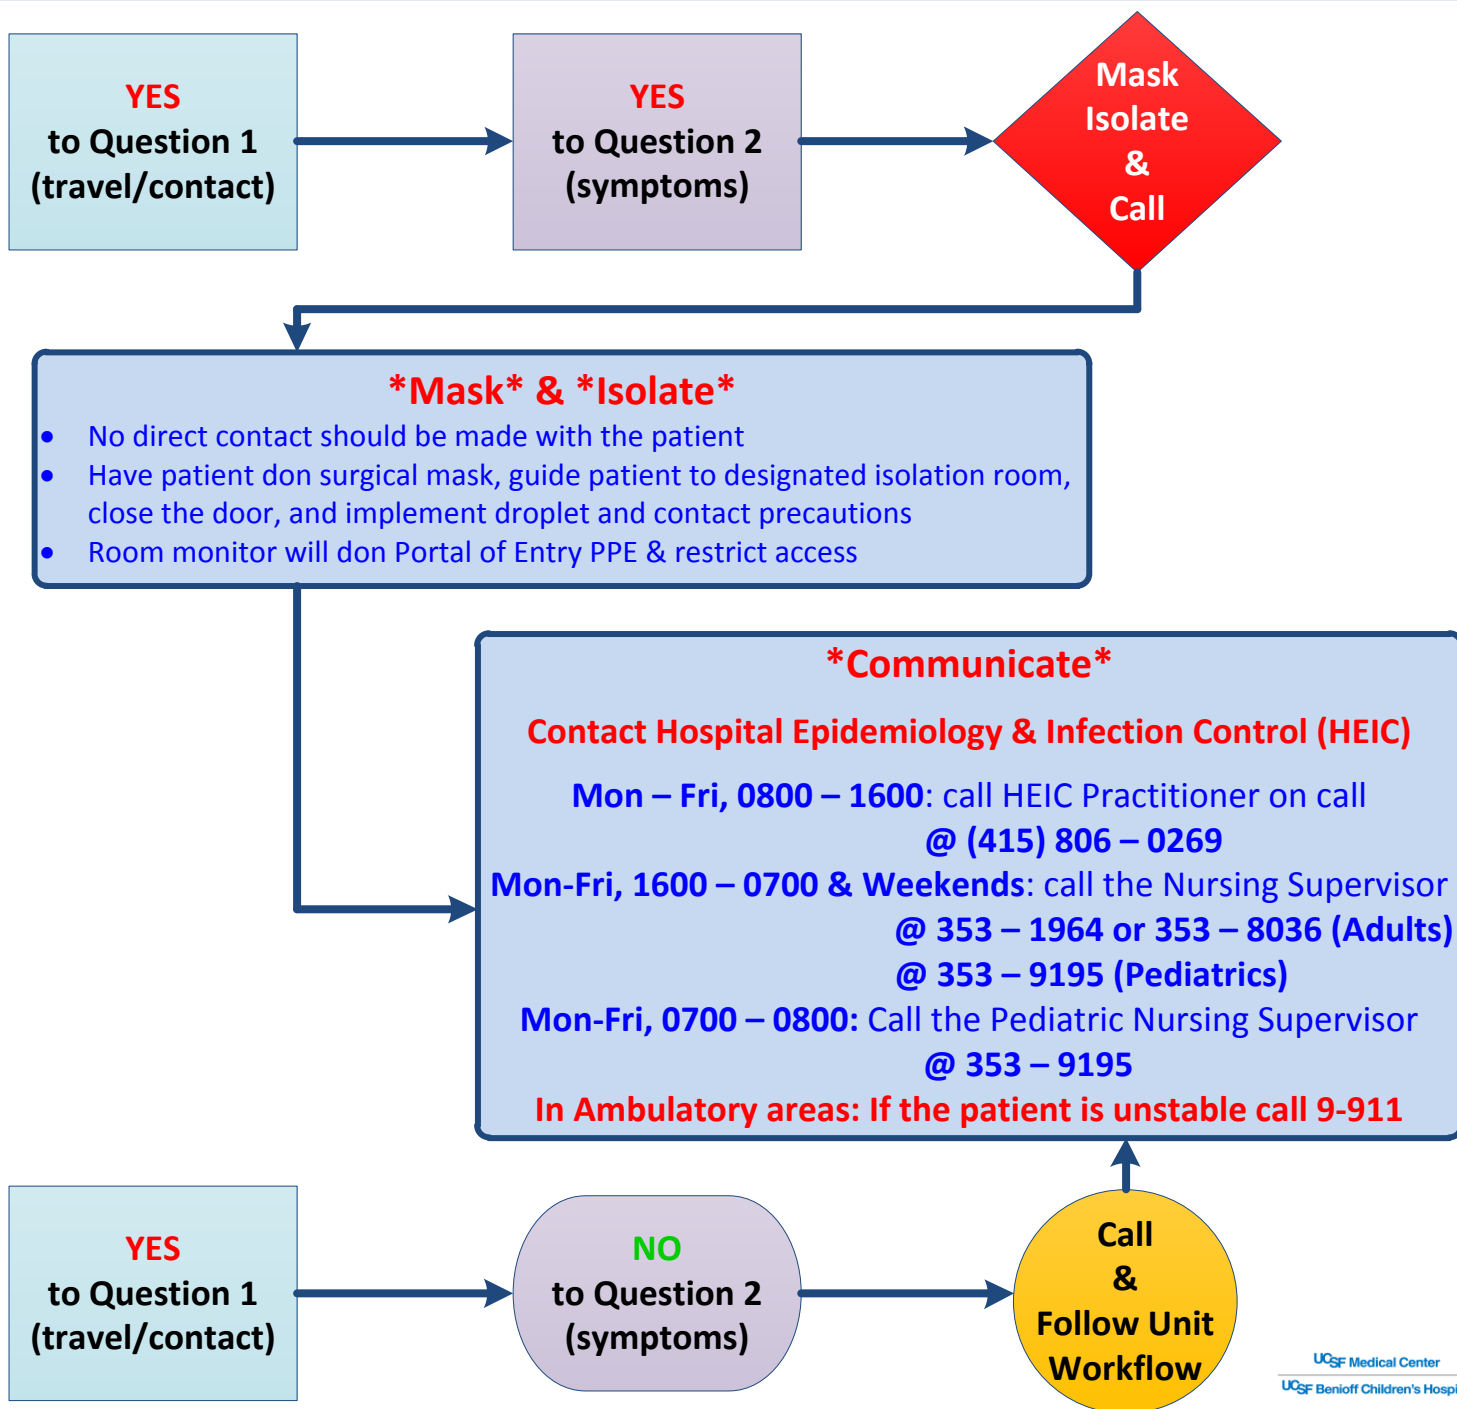 YES
to Question 1
(travel/contact)
YES
to Question 2
(symptoms)
Mask
Isolate
&
Call
*Mask* & *Isolate*
• No direct contact should be made with the patient
• Have patient don surgical mask, guide patient to designated isolation room,
close the door, and implement droplet and contact precautions
• Room monitor will don Portal of Entry PPE & restrict access
*Communicate*
Contact Hospital Epidemiology & Infection Control (HEIC)
Mon – Fri, 0800 – 1600: call HEIC Practitioner on call
@ (415) 806 – 0269
Mon-Fri, 1600 – 0700 & Weekends: call the Nursing Supervisor
@ 353 – 1964 or 353 – 8036 (Adults)
@ 353 – 9195 (Pediatrics)
Mon-Fri, 0700 – 0800: Call the Pediatric Nursing Supervisor
@ 353 – 9195
In Ambulatory areas: If the patient is unstable call 9-911
YES
to Question 1
(travel/contact)
NO
to Question 2
(symptoms)
Call
&
Follow Unit
Workflow
UCSF Medical Center
UCSF Benioff Children's Hospi